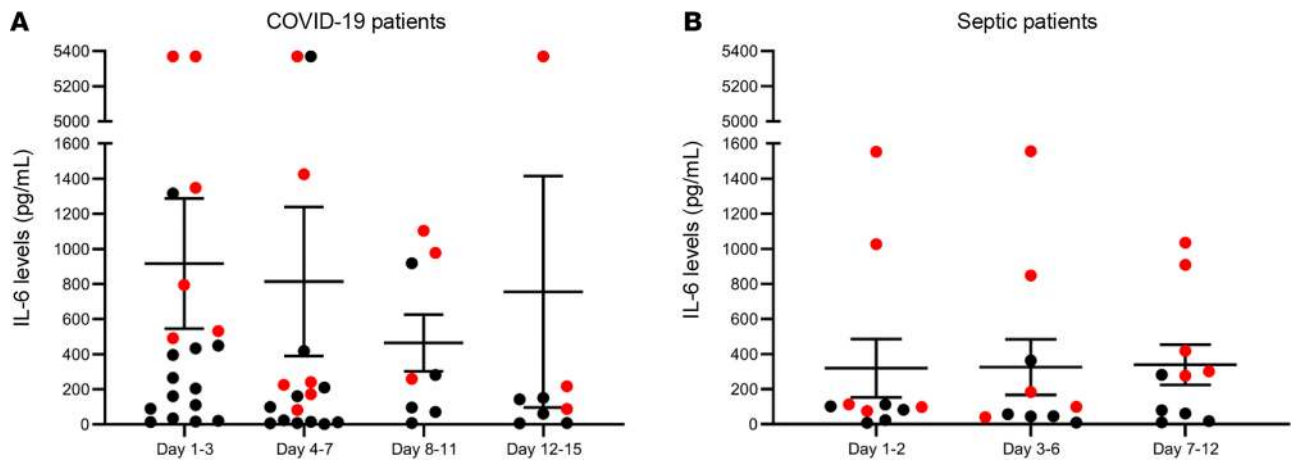 A
COVID-19 patients
IL-6 levels (pg/mL)
5400
5200
5000
1600
1400
1200
1000
800
600
400
200
0
Day 1-3
Day 4-7
Day 8-11
Day 12-15
B
Septic patients
IL-6 levels (pg/mL)
5400
5200
5000
1600
1400
1200
1000
800
600
400
200
0
Day 1-2
Day 3-6
Day 7-12